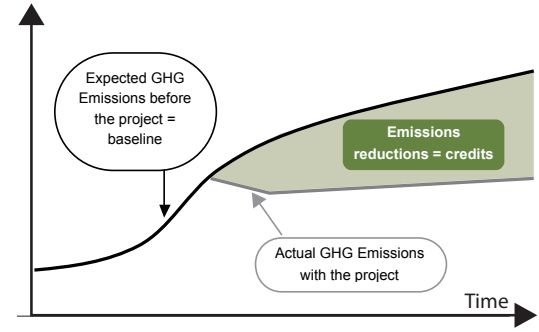 Expected GHG
Emissions before
the project =
baseline
Emissions
reductions = credits
Actual GHG Emissions
with the project
Time